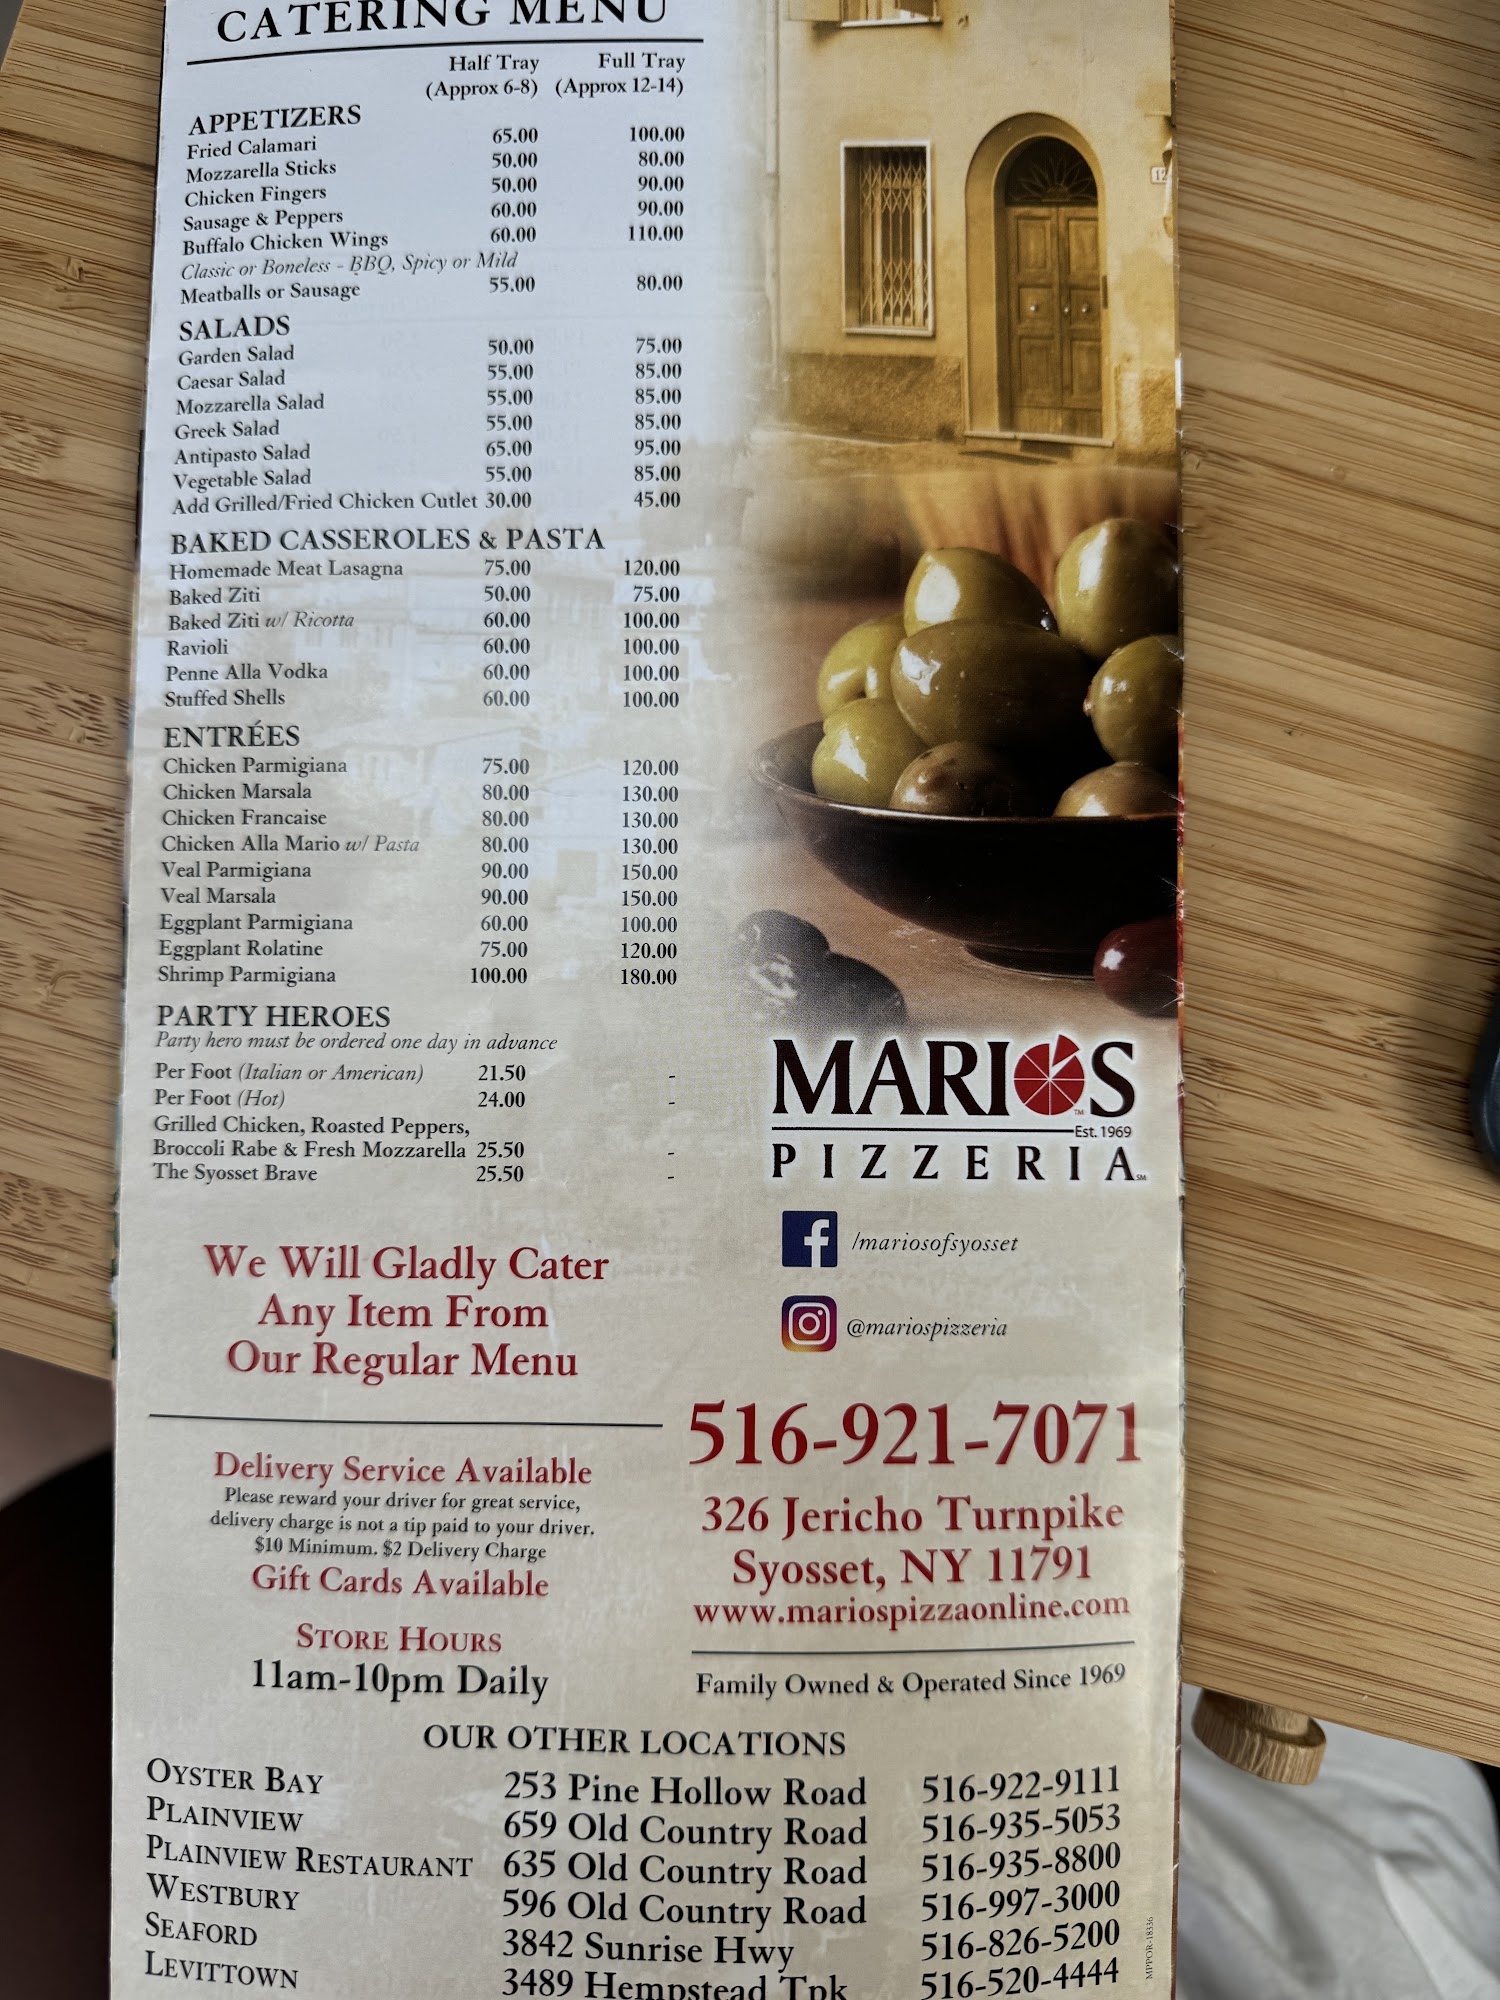 CATERING MENU
Half Tray Full Tray
(Approx 6-8) (Approx 12-14)
APPETIZERS
Fried Calamari 65.00 100.00
Mozzarella Sticks 50.00 80.00
Chicken Fingers 50.00 90.00
Sausage & Peppers 60.00 90.00
Buffalo Chicken Wings 60.00 110.00
Classic or Boneless - BBQ, Spicy or Mild
Meatballs or Sausage 55.00 80.00
SALADS
Garden Salad 50.00 75.00
Caesar Salad 55.00 85.00
Mozzarella Salad 55.00 85.00
Greek Salad 55.00 85.00
Antipasto Salad 65.00 95.00
Vegetable Salad 55.00 85.00
Add Grilled/Fried Chicken Cutlet 30.00 45.00
BAKED CASSEROLES & PASTA
Homemade Meat Lasagna 75.00 120.00
Baked Ziti 50.00 75.00
Baked Ziti w/ Ricotta 60.00 100.00
Ravioli 60.00 100.00
Penne Alla Vodka 60.00 100.00
Stuffed Shells 60.00 100.00
ENTRÉES
Chicken Parmigiana 75.00 120.00
Chicken Marsala 80.00 130.00
Chicken Francaise 80.00 130.00
Chicken Alla Mario w/ Pasta 80.00 130.00
Veal Parmigiana 90.00 150.00
Veal Marsala 90.00 150.00
Eggplant Parmigiana 60.00 100.00
Eggplant Rolatine 75.00 120.00
Shrimp Parmigiana 100.00 180.00
PARTY HEROES
Party hero must be ordered one day in advance
Per Foot (Italian or American) 21.50 -
Per Foot (Hot) 24.00 -
Grilled Chicken, Roasted Peppers,
Broccoli Rabe & Fresh Mozzarella 25.50 -
The Syosset Brave 25.50 -
We Will Gladly Cater
Any Item From
Our Regular Menu
Delivery Service Available
Please reward your driver for great service,
delivery charge is not a tip paid to your driver.
$10 Minimum. $2 Delivery Charge
Gift Cards Available
STORE HOURS
11am-10pm Daily
12
MARIOS
TM
Est. 1969
PIZZERIA SM
/mariosofsyosset
@mariospizzeria
516-921-7071
326 Jericho Turnpike
Syosset, NY 11791
www.mariospizzaonline.com
Family Owned & Operated Since 1969
OUR OTHER LOCATIONS
OYSTER BAY 253 Pine Hollow Road 516-922-9111
PLAINVIEW 659 Old Country Road 516-935-5053
PLAINVIEW RESTAURANT 635 Old Country Road 516-935-8800
WESTBURY 596 Old Country Road 516-997-3000
SEAFORD 3842 Sunrise Hwy 516-826-5200
LEVITTOWN 3489 Hempstead Tpk 516-520-4444
MPPOR-18336